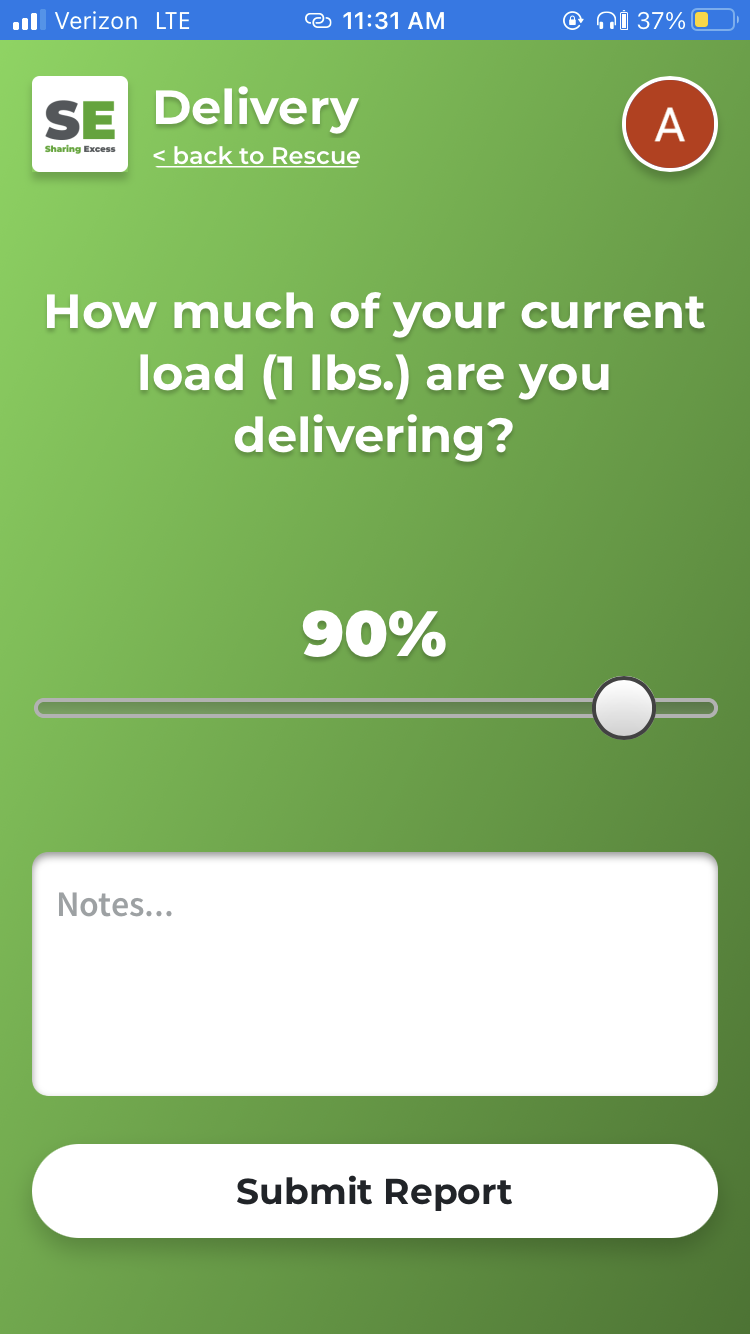 Verizon LTE 11:31 AM 37%
SE
Sharing Excess
Delivery
< back to Rescue
A
How much of your current
load (1 lbs.) are you
delivering?
90%
Notes...
Submit Report